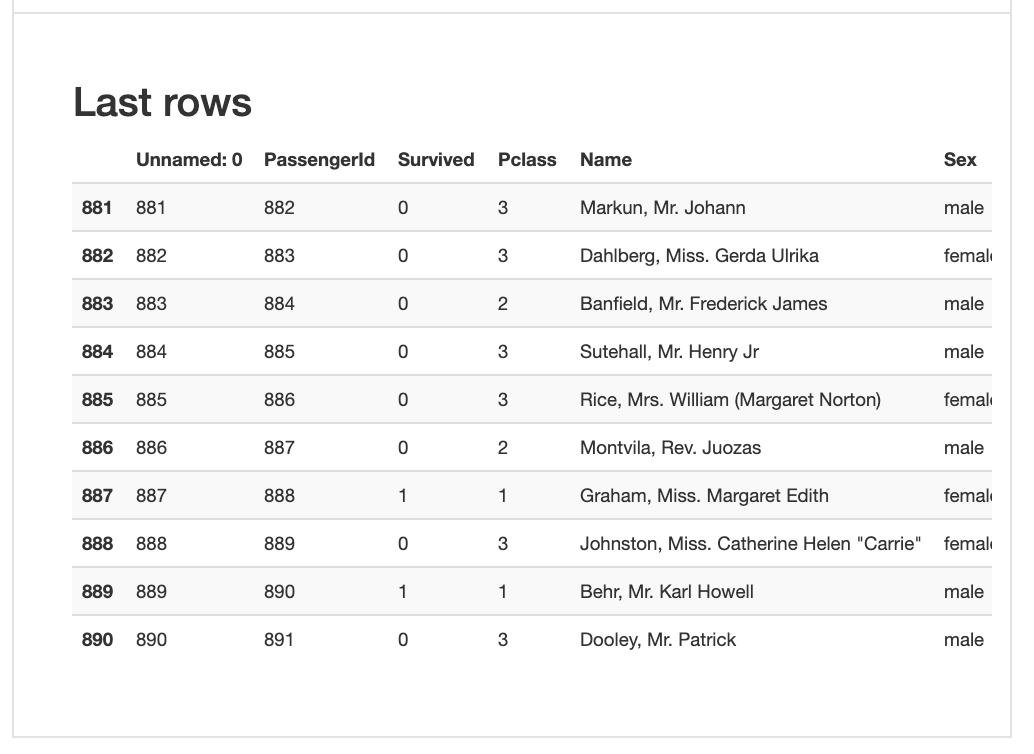 Last rows
Unnamed: 0 PassengerId Survived Pclass Name Sex
881 881 882 0 3 Markun, Mr. Johann male
882 882 883 0 3 Dahlberg, Miss. Gerda Ulrika femal
883 883 884 0 2 Banfield, Mr. Frederick James male
884 884 885 0 3 Sutehall, Mr. Henry Jr male
885 885 886 0 3 Rice, Mrs. William (Margaret Norton) femal
886 886 887 0 2 Montvila, Rev. Juozas male
887 887 888 1 1 Graham, Miss. Margaret Edith femal
888 888 889 0 3 Johnston, Miss. Catherine Helen "Carrie" femal
889 889 890 1 1 Behr, Mr. Karl Howell male
890 890 891 0 3 Dooley, Mr. Patrick male